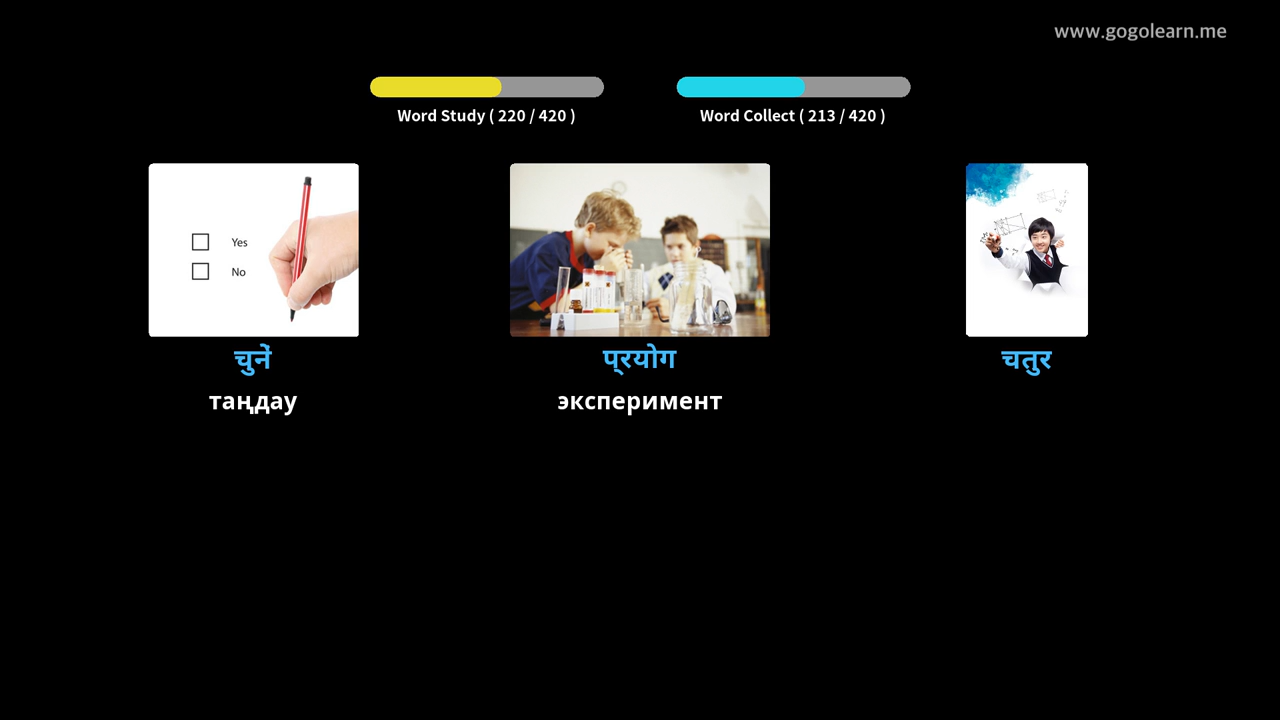 www.gogolearn.me
Word Study ( 220 / 420 )
Word Collect ( 213 / 420 )
Yes
No
चुनें
प्रयोग
चतुर
таңдау
эксперимент